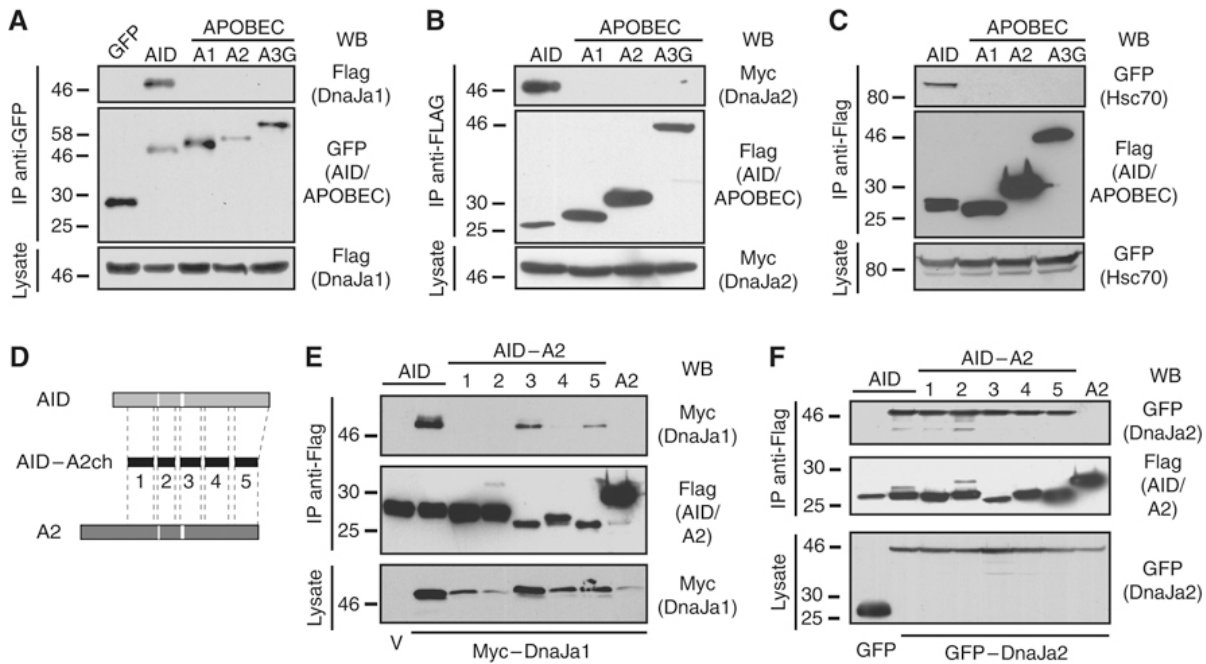 A
GFP
APOBEC
AID
A1
A2
A3G
WB
IP anti-GFP
46
Flag
(DnaJa1)
58
46
30
25
GFP
(AID/
APOBEC)
Lysate
46
Flag
(DnaJa1)
B
APOBEC
AID
A1
A2
A3G
WB
IP anti-FLAG
46
Myc
(DnaJa2)
46
30
25
Flag
(AID/
APOBEC)
Lysate
46
Myc
(DnaJa2)
C
APOBEC
AID
A1
A2
A3G
WB
IP anti-Flag
80
GFP
(Hsc70)
46
30
25
Flag
(AID/
APOBEC)
Lysate
80
GFP
(Hsc70)
D
AID
AID–A2ch
1
2
3
4
5
A2
E
AID–A2
AID
1
2
3
4
5
A2
WB
IP anti-Flag
46
Myc
(DnaJa1)
30
25
Flag
(AID/
A2)
Lysate
46
Myc
(DnaJa1)
V
Myc–DnaJa1
F
AID–A2
AID
1
2
3
4
5
A2
WB
IP anti-Flag
46
GFP
(DnaJa2)
30
25
Flag
(AID/
A2)
Lysate
46
30
25
GFP
(DnaJa2)
GFP
GFP–DnaJa2